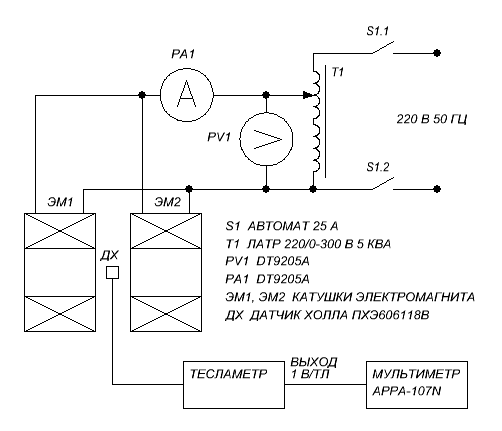 S1.1
PA1
T1
A
PV1
V
220 В 50 ГЦ
S1.2
ЭМ1
ЭМ2
ДХ
S1 АВТОМАТ 25 А
T1 ЛАТР 220/0-300 В 5 КВА
PV1 DT9205A
PA1 DT9205A
ЭМ1, ЭМ2 КАТУШКИ ЭЛЕКТРОМАГНИТА
ДХ ДАТЧИК ХОЛЛА ПХЭ606118В
ТЕСЛАМЕТР
ВЫХОД
1 В/ТЛ
МУЛЬТИМЕТР
APPA-107N